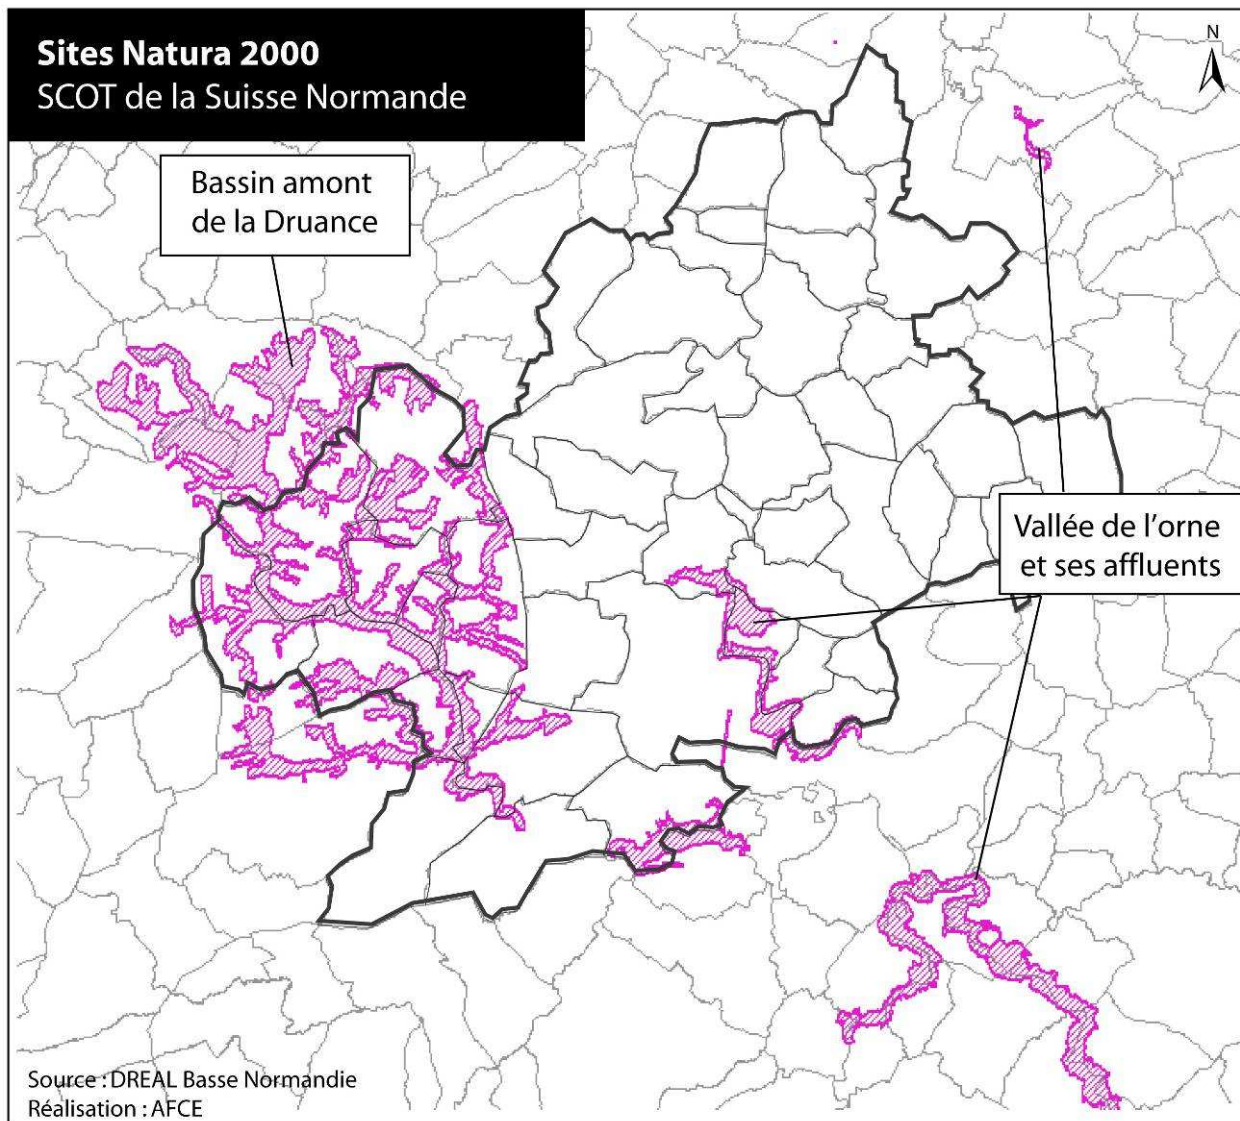 Sites Natura 2000
SCOT de la Suisse Normande
N
Bassin amont
de la Druance
Vallée de l'orne
et ses affluents
Source : DREAL Basse Normandie
Réalisation : AFCE